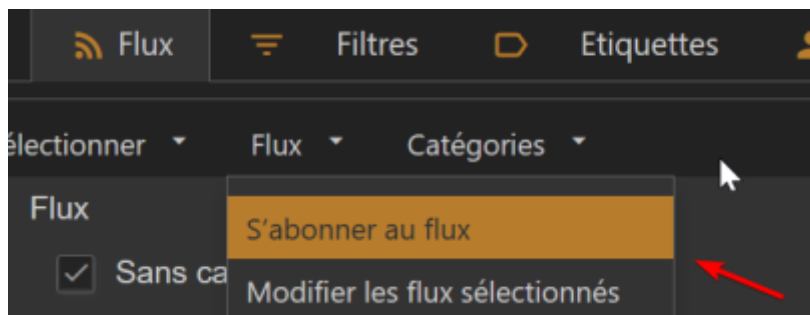 Flux Filtres Etiquettes
électionner Flux Catégories
Flux
S'abonner au flux
Sans ca
Modifier les flux sélectionnés